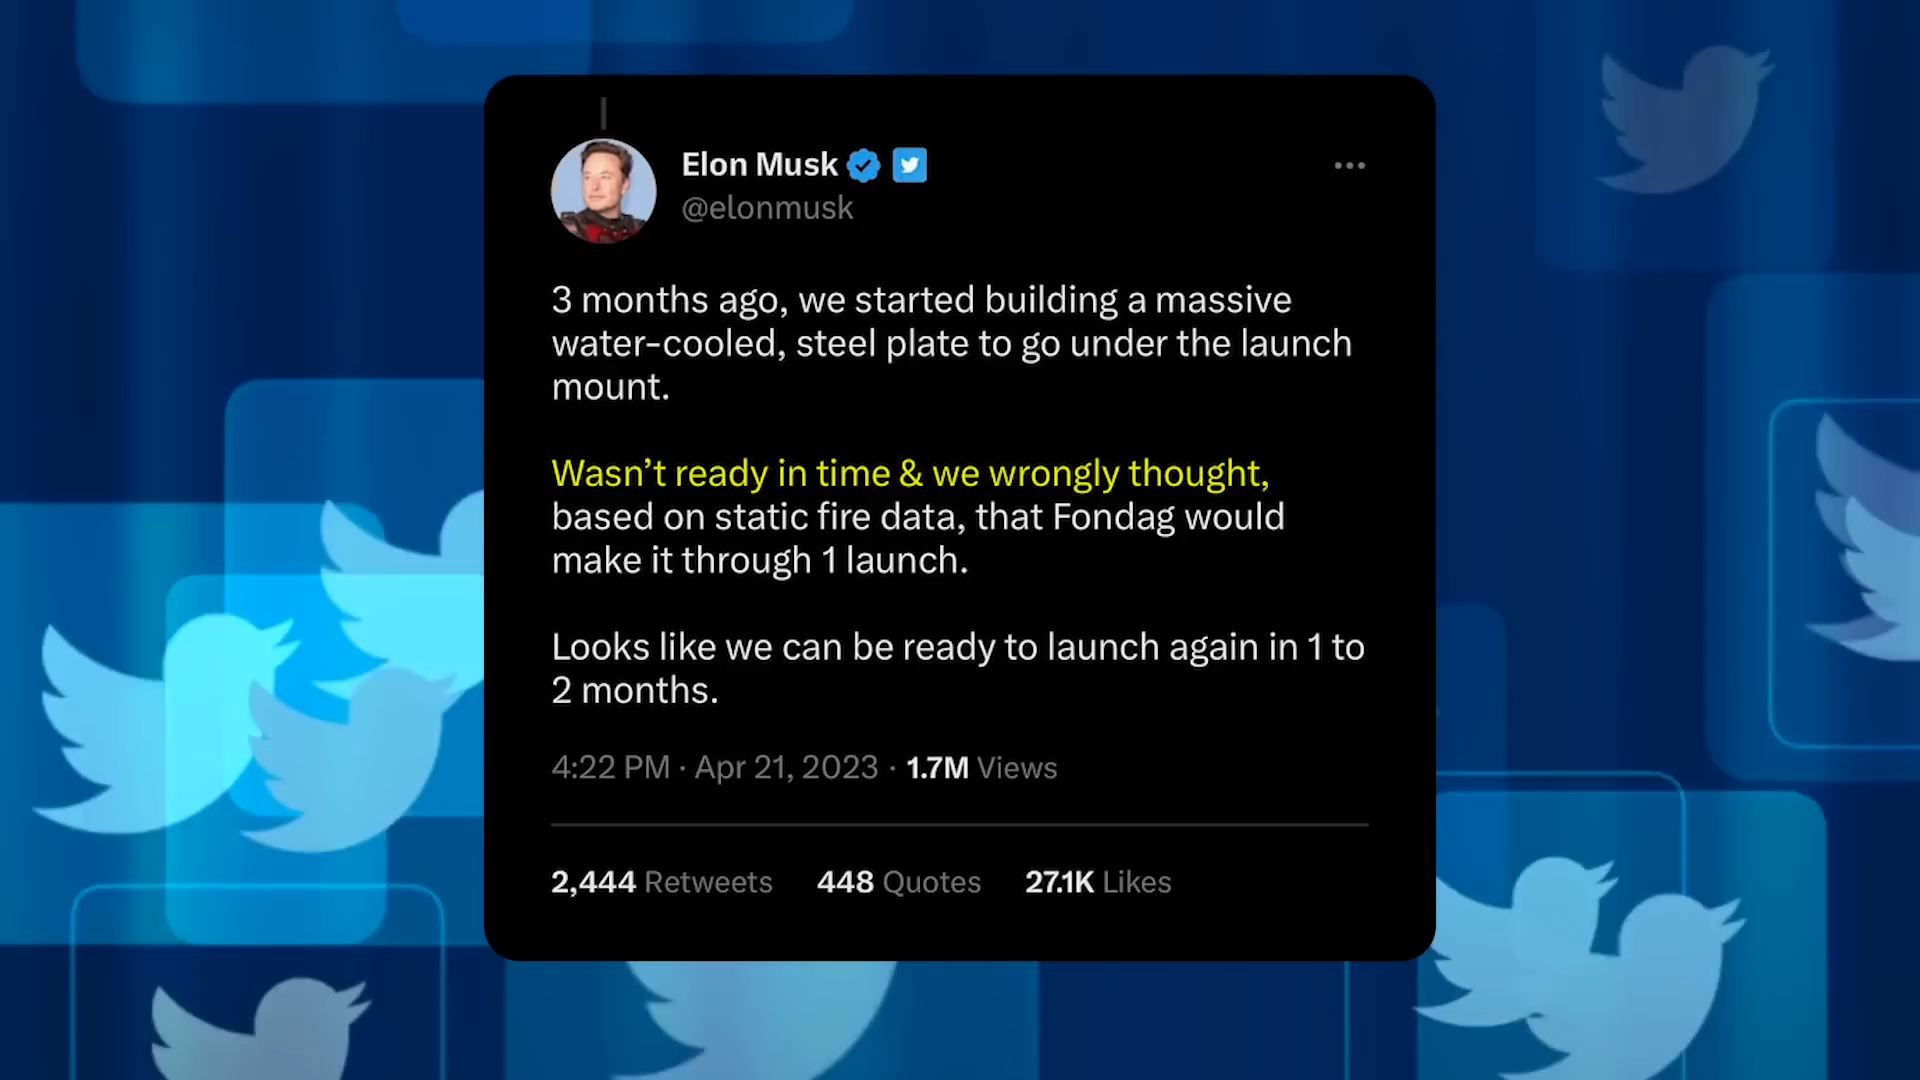 Elon Musk
@elonmusk
3 months ago, we started building a massive
water-cooled, steel plate to go under the launch
mount.
Wasn’t ready in time & we wrongly thought,
based on static fire data, that Fondag would
make it through 1 launch.
Looks like we can be ready to launch again in 1 to
2 months.
4:22 PM · Apr 21, 2023 · 1.7M Views
2,444 Retweets 448 Quotes 27.1K Likes